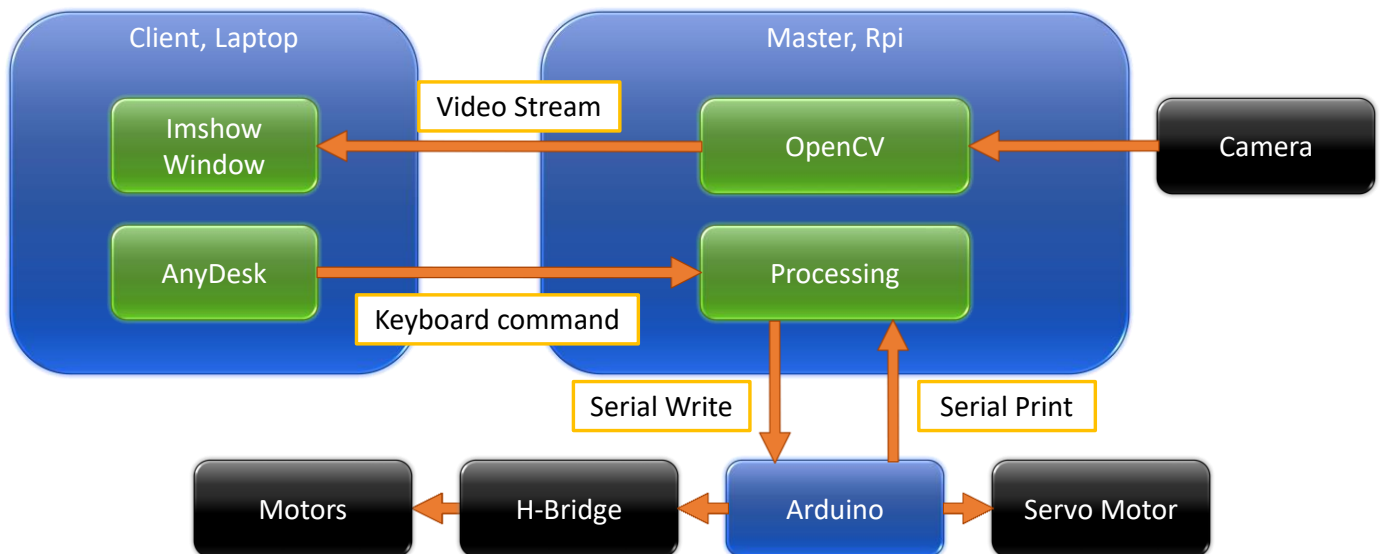 Client, Laptop
Master, Rpi
Video Stream
Imshow
Window
OpenCV
Camera
AnyDesk
Processing
Keyboard command
Serial Write
Serial Print
Motors
H-Bridge
Arduino
Servo Motor